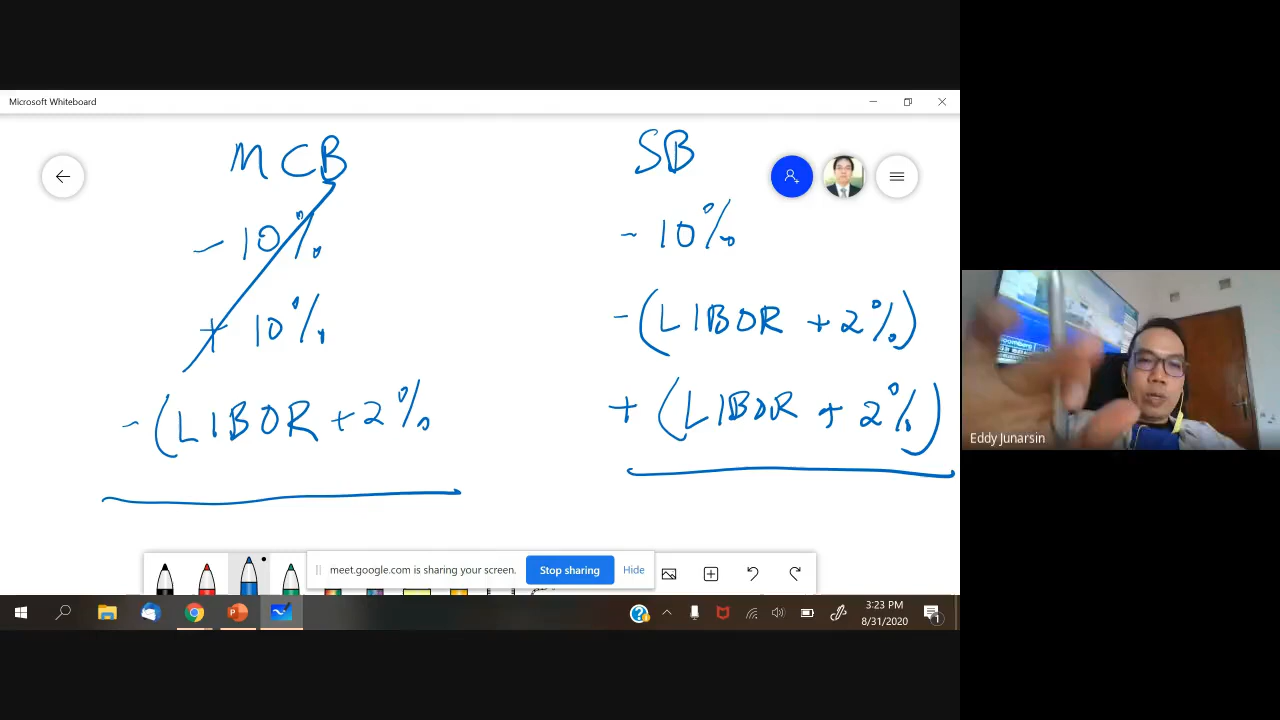 Microsoft Whiteboard
MCB
- 10%
+ 10%
- (LIBOR + 2%
SB
- 10%
- (LIBOR + 2%)
+ (LIBOR + 2%)
Eddy Junarsin
meet.google.com is sharing your screen.
Stop sharing
Hide
3:23 PM
8/31/2020